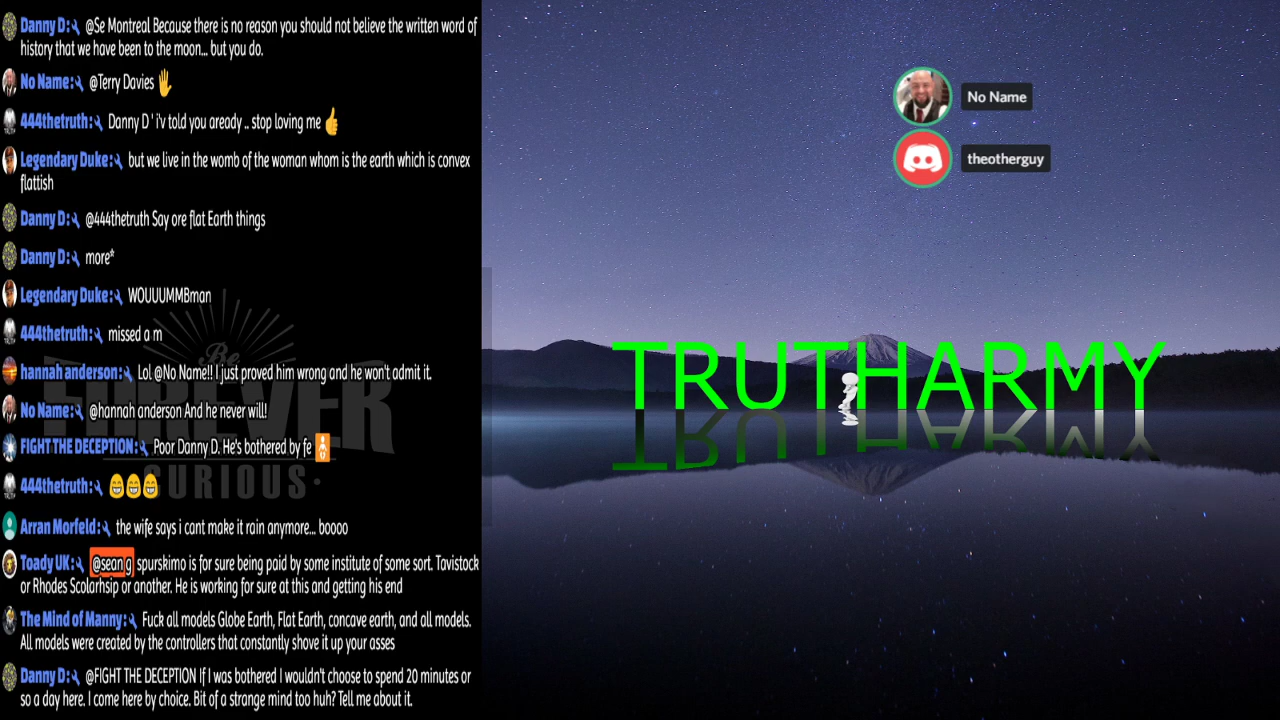 Danny D: @Se Montreal Because there is no reason you should not believe the written word of
history that we have been to the moon... but you do.
No Name: @Terry Davies 🖐
444thetruth: Danny D ' i'v told you aready .. stop loving me 👍
Legendary Duke: but we live in the womb of the woman whom is the earth which is convex
flattish
Danny D: @444thetruth Say ore flat Earth things
Danny D: more*
Legendary Duke: WOUUUMMBman
444thetruth: missed a m
hannah anderson: Lol @No Name!! I just proved him wrong and he won't admit it.
No Name: @hannah anderson And he never will!
FIGHT THE DECEPTION: Poor Danny D. He's bothered by fe 🚼
444thetruth: 😁😁😁
Arran Morfeld: the wife says i cant make it rain anymore... boooo
Toady UK: @sean g spurskimo is for sure being paid by some institute of some sort. Tavistock
or Rhodes Scolarhsip or another. He is working for sure at this and getting his end
The Mind of Manny: Fuck all models Globe Earth, Flat Earth, concave earth, and all models.
All models were created by the controllers that constantly shove it up your asses
Danny D: @FIGHT THE DECEPTION If I was bothered I wouldn't choose to spend 20 minutes or
so a day here. I come here by choice. Bit of a strange mind too huh? Tell me about it.
Be
FOREVER
CURIOUS
No Name
theotherguy
TRUTHARMY